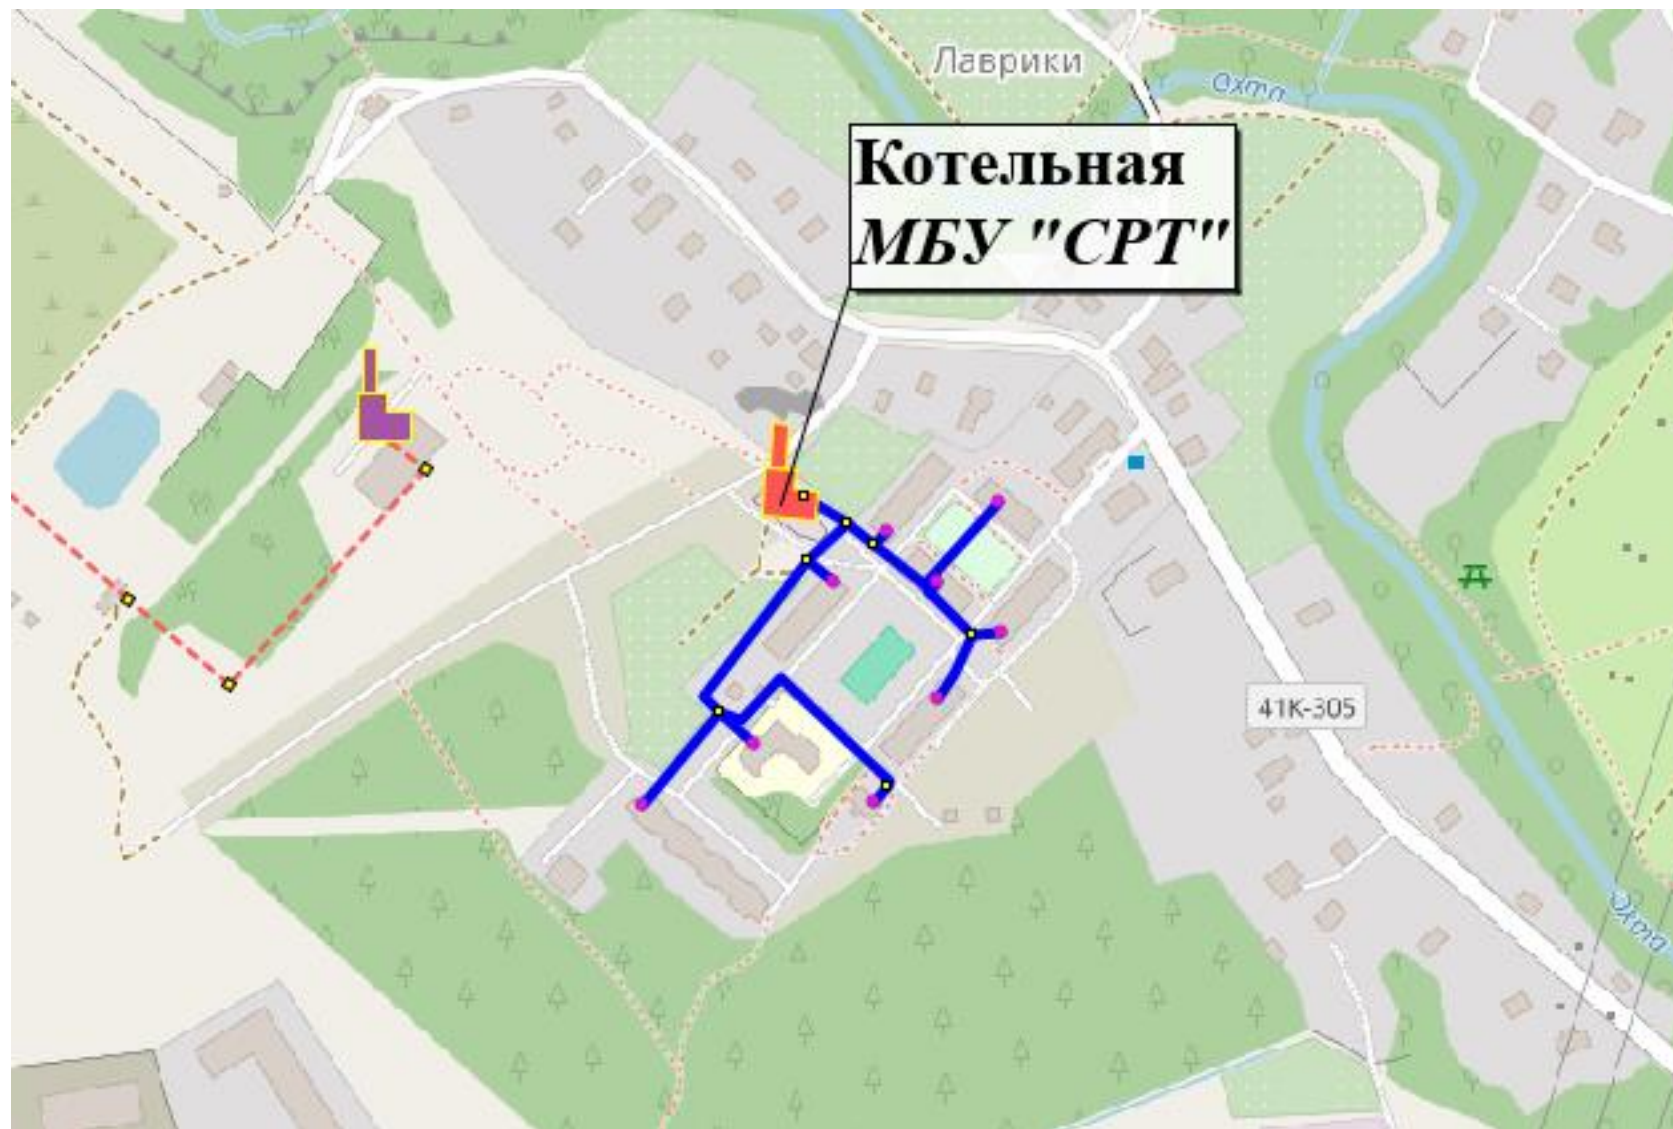 Лаврики
Охта
Котельная
МБУ "СРТ"
41К-305
Охта